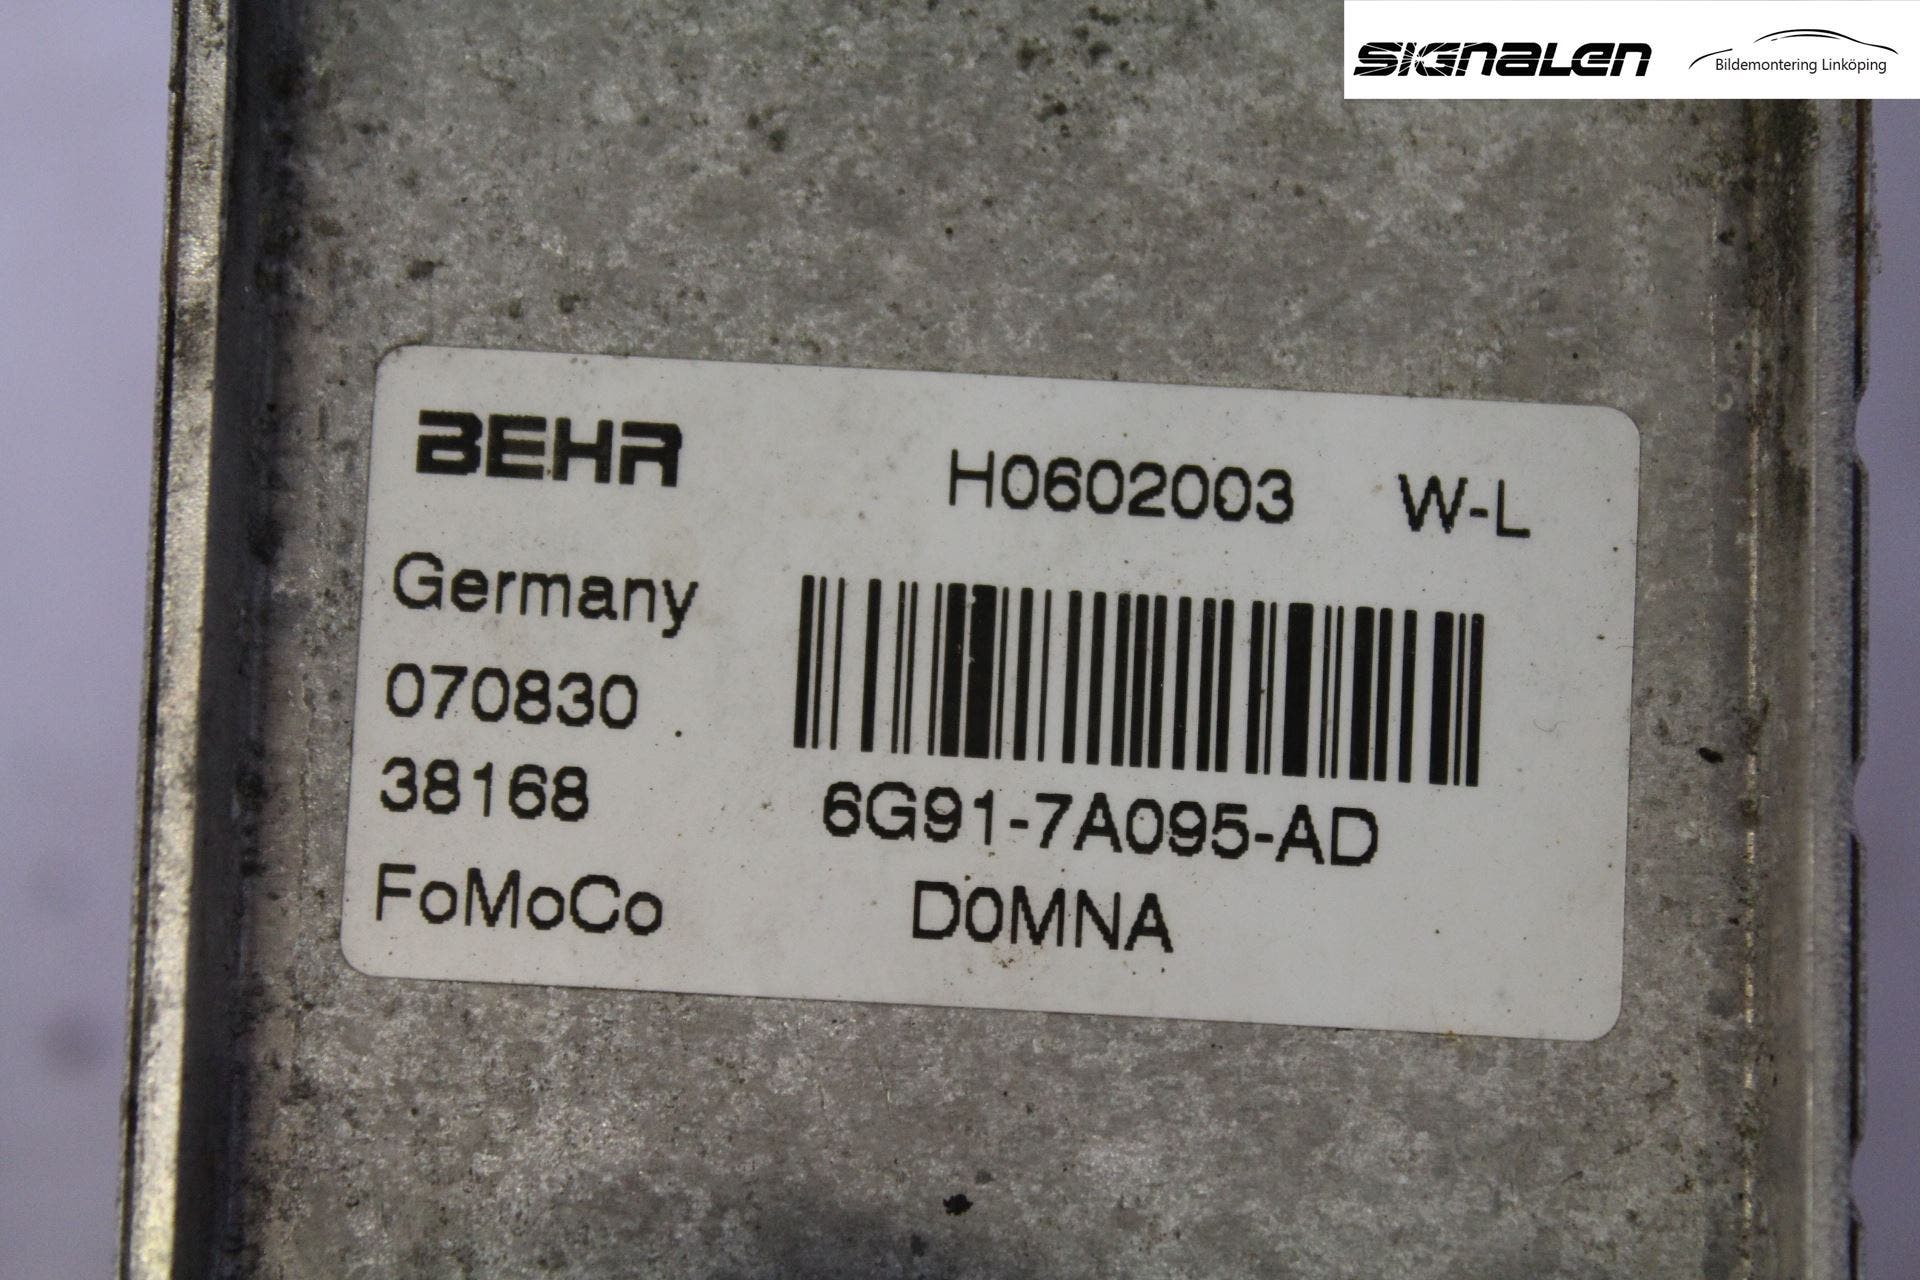 SIGNALEN Bildemontering Linköping
BEHR H0602003 W-L
Germany
070830
38168 6G91-7A095-AD
FoMoCo D0MNA